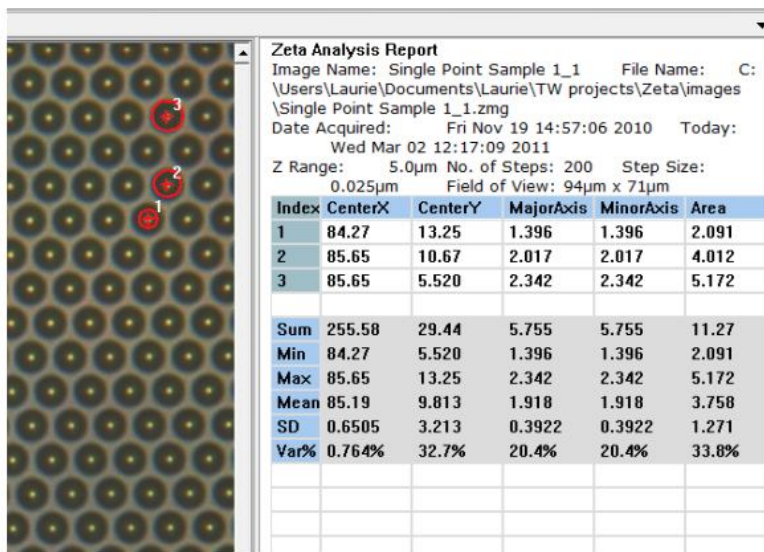 3
2
1
Zeta Analysis Report
Image Name: Single Point Sample 1_1 File Name: C:
\Users\Laurie\Documents\Laurie\TW projects\Zeta\images
\Single Point Sample 1_1.zmg
Date Acquired: Fri Nov 19 14:57:06 2010 Today:
Wed Mar 02 12:17:09 2011
Z Range: 5.0µm No. of Steps: 200 Step Size:
0.025µm Field of View: 94µm x 71µm
Index CenterX CenterY MajorAxis MinorAxis Area
1 84.27 13.25 1.396 1.396 2.091
2 85.65 10.67 2.017 2.017 4.012
3 85.65 5.520 2.342 2.342 5.172
Sum 255.58 29.44 5.755 5.755 11.27
Min 84.27 5.520 1.396 1.396 2.091
Max 85.65 13.25 2.342 2.342 5.172
Mean 85.19 9.813 1.918 1.918 3.758
SD 0.6505 3.213 0.3922 0.3922 1.271
Var% 0.764% 32.7% 20.4% 20.4% 33.8%